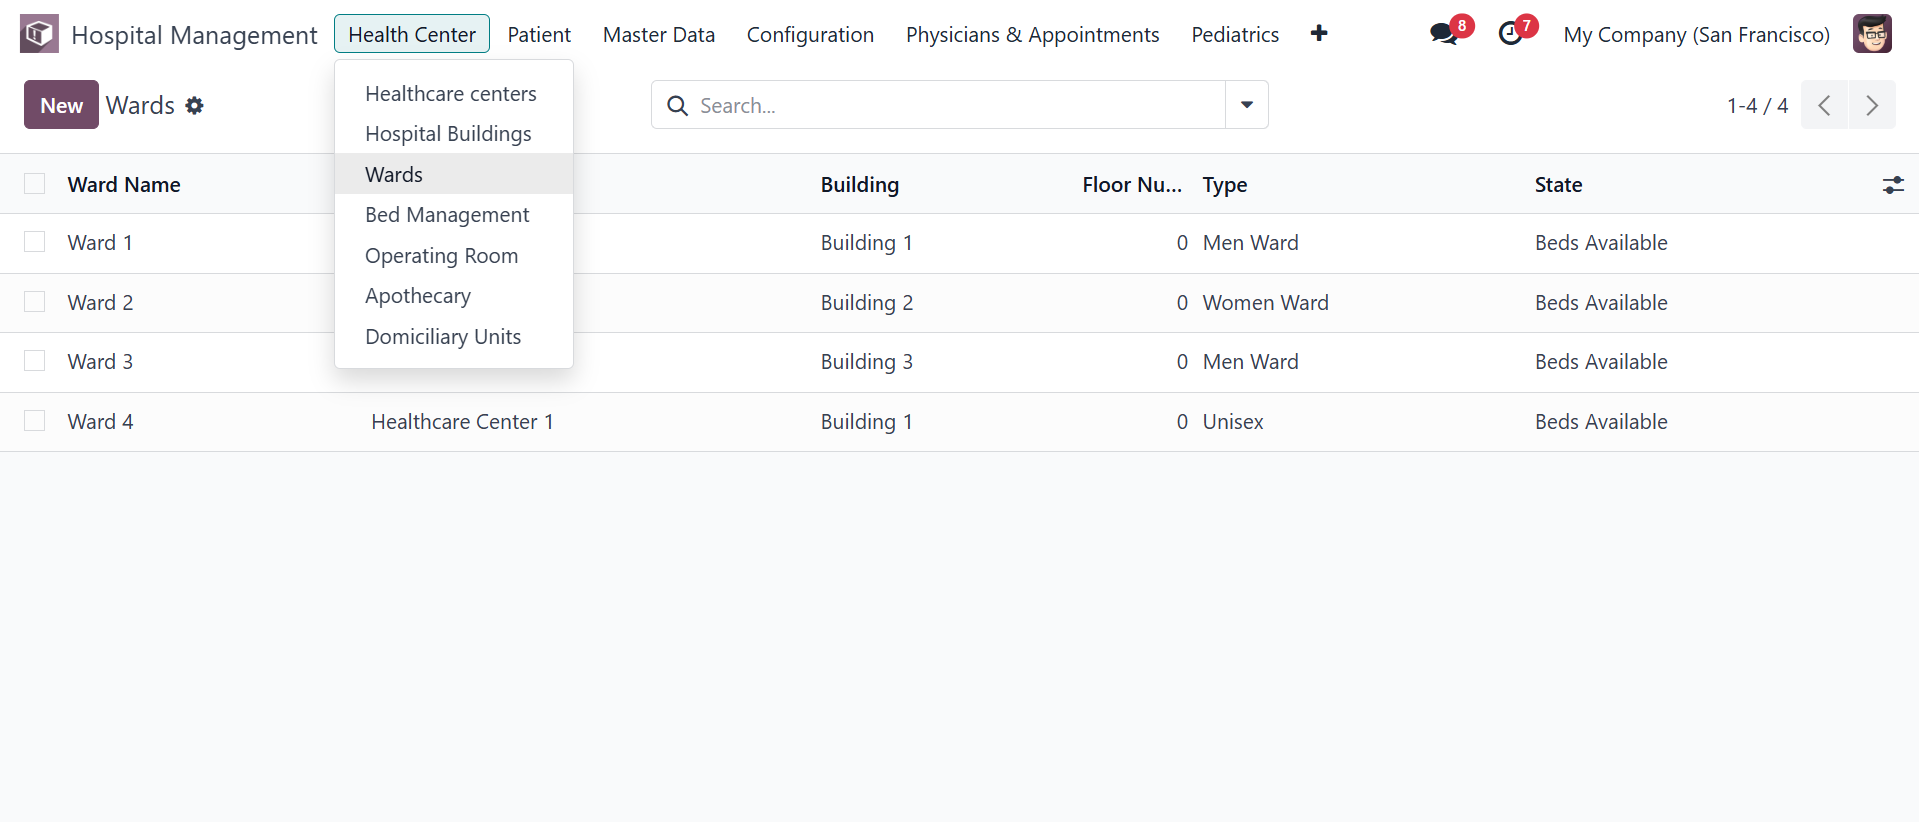 Hospital Management Health Center Patient Master Data Configuration Physicians & Appointments Pediatrics 8 7 My Company (San Francisco)
New Wards Search... 1-4 / 4
Healthcare centers
Hospital Buildings
Wards
Bed Management
Operating Room
Apothecary
Domiciliary Units
Ward Name Building Floor Nu... Type State
Ward 1 Building 1 0 Men Ward Beds Available
Ward 2 Building 2 0 Women Ward Beds Available
Ward 3 Building 3 0 Men Ward Beds Available
Ward 4 Healthcare Center 1 Building 1 0 Unisex Beds Available